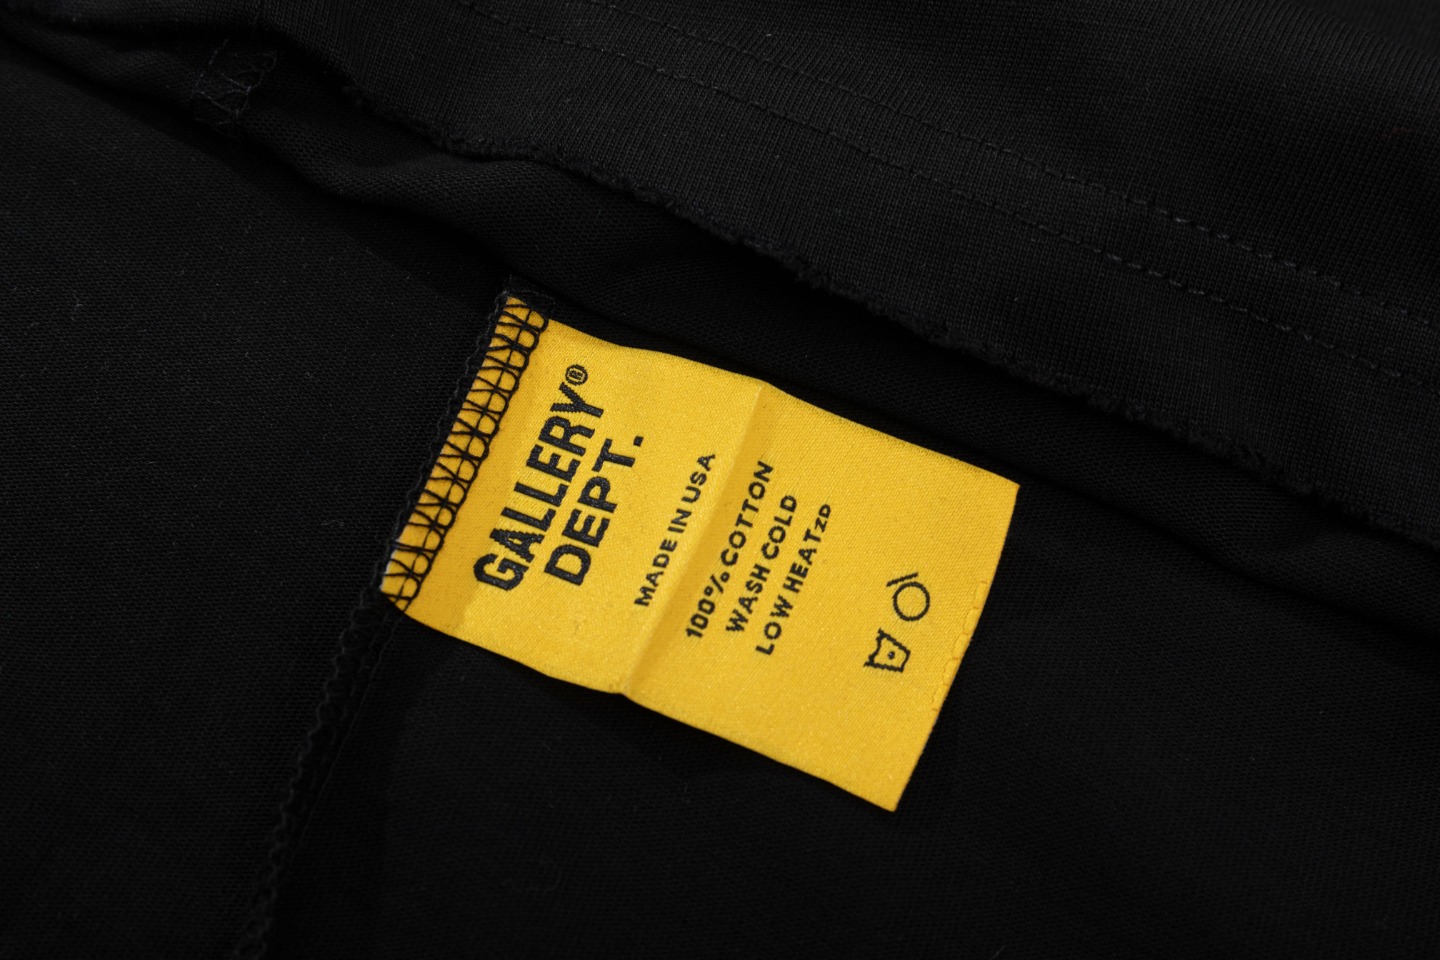 GALLERY®
DEPT.
MADE IN USA
100% COTTON
WASH COLD
LOW HEATZD